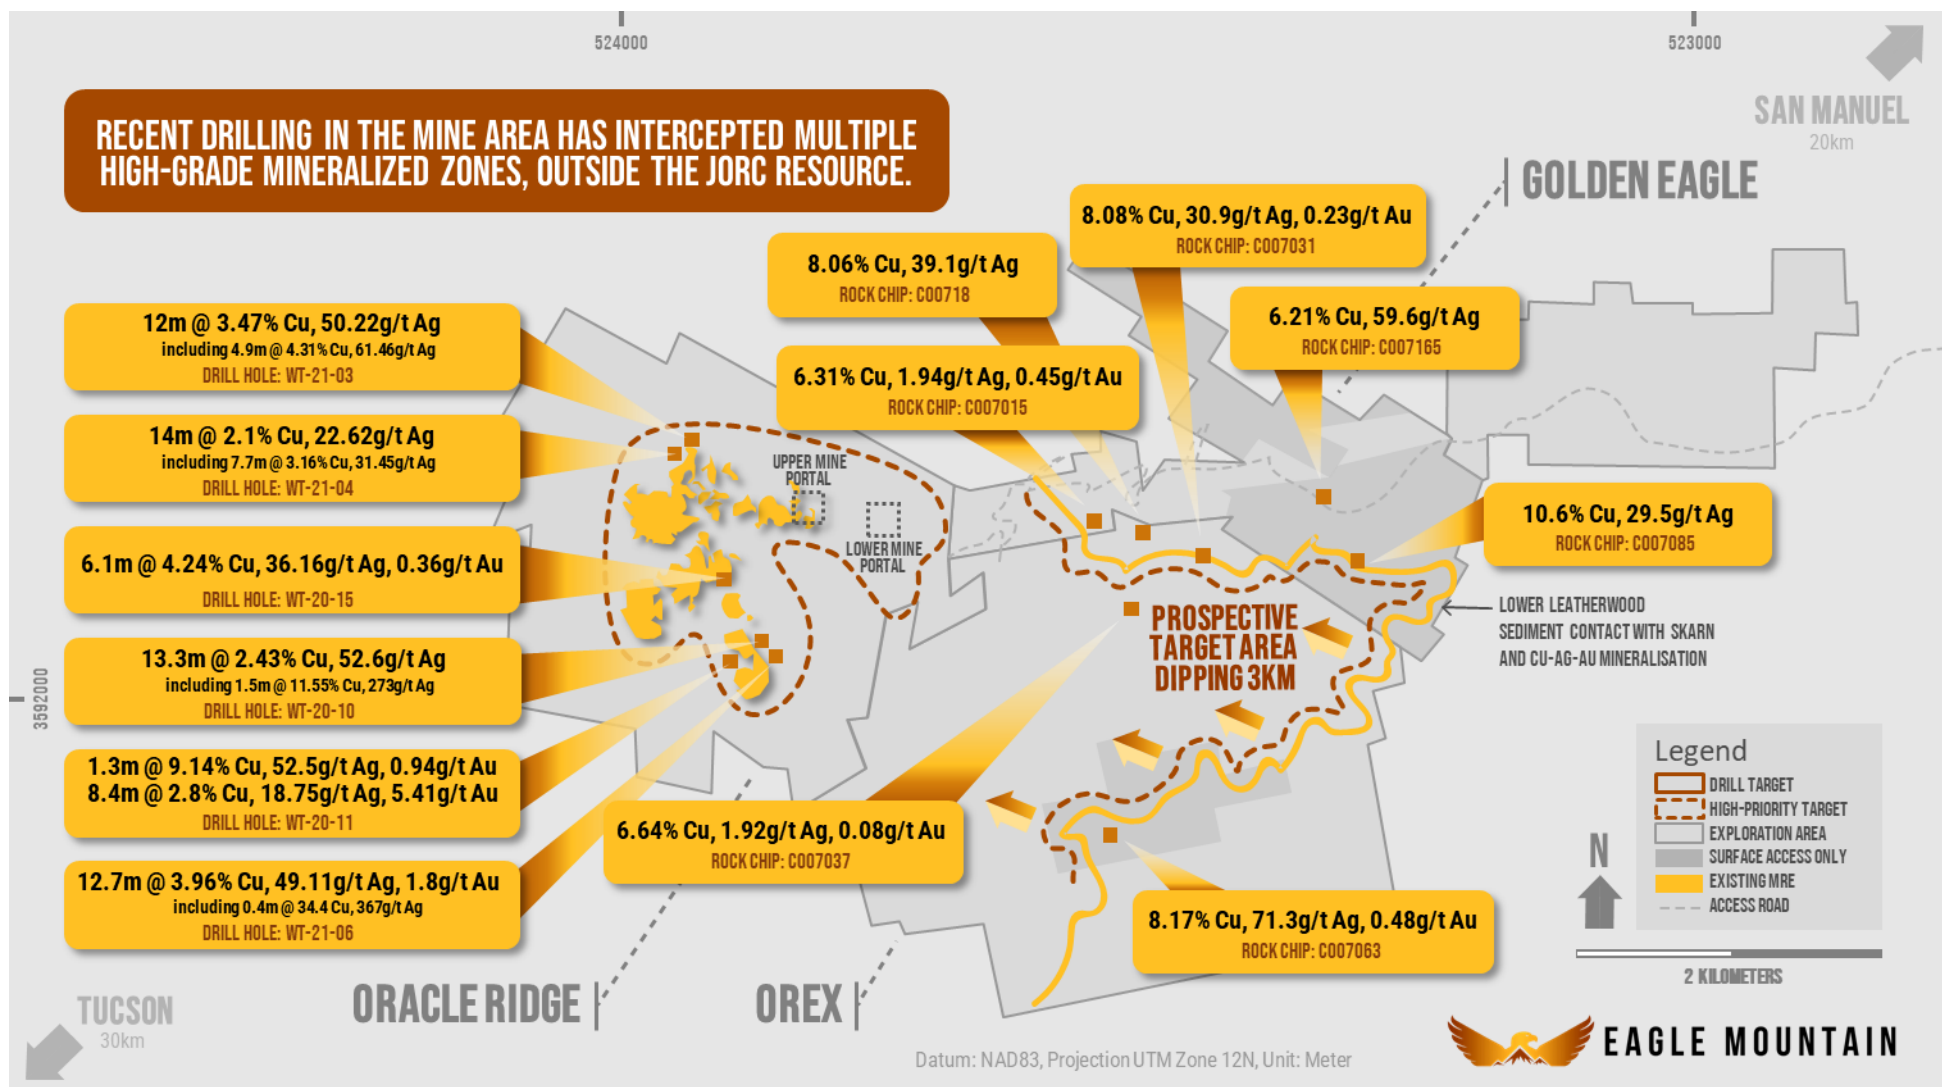 524000
523000
SAN MANUEL
20km
RECENT DRILLING IN THE MINE AREA HAS INTERCEPTED MULTIPLE
HIGH-GRADE MINERALIZED ZONES, OUTSIDE THE JORC RESOURCE.
GOLDEN EAGLE
8.08% Cu, 30.9g/t Ag, 0.23g/t Au
ROCK CHIP: C007031
8.06% Cu, 39.1g/t Ag
ROCK CHIP: C00718
6.21% Cu, 59.6g/t Ag
ROCK CHIP: C007165
6.31% Cu, 1.94g/t Ag, 0.45g/t Au
ROCK CHIP: C007015
12m @ 3.47% Cu, 50.22g/t Ag
including 4.9m @ 4.31% Cu, 61.46g/t Ag
DRILL HOLE: WT-21-03
14m @ 2.1% Cu, 22.62g/t Ag
including 7.7m @ 3.16% Cu, 31.45g/t Ag
DRILL HOLE: WT-21-04
6.1m @ 4.24% Cu, 36.16g/t Ag, 0.36g/t Au
DRILL HOLE: WT-20-15
13.3m @ 2.43% Cu, 52.6g/t Ag
including 1.5m @ 11.55% Cu, 273g/t Ag
DRILL HOLE: WT-20-10
1.3m @ 9.14% Cu, 52.5g/t Ag, 0.94g/t Au
8.4m @ 2.8% Cu, 18.75g/t Ag, 5.41g/t Au
DRILL HOLE: WT-20-11
12.7m @ 3.96% Cu, 49.11g/t Ag, 1.8g/t Au
including 0.4m @ 34.4 Cu, 367g/t Ag
DRILL HOLE: WT-21-06
UPPER MINE
PORTAL
LOWER MINE
PORTAL
10.6% Cu, 29.5g/t Ag
ROCK CHIP: C007085
PROSPECTIVE
TARGET AREA
DIPPING 3KM
LOWER LEATHERWOOD
SEDIMENT CONTACT WITH SKARN
AND CU-AG-AU MINERALISATION
3592000
6.64% Cu, 1.92g/t Ag, 0.08g/t Au
ROCK CHIP: C007037
8.17% Cu, 71.3g/t Ag, 0.48g/t Au
ROCK CHIP: C007063
Legend
DRILL TARGET
HIGH-PRIORITY TARGET
EXPLORATION AREA
SURFACE ACCESS ONLY
EXISTING MRE
ACCESS ROAD
N
2 KILOMETERS
ORACLE RIDGE
OREX
TUCSON
30km
Datum: NAD83, Projection UTM Zone 12N, Unit: Meter
EAGLE MOUNTAIN